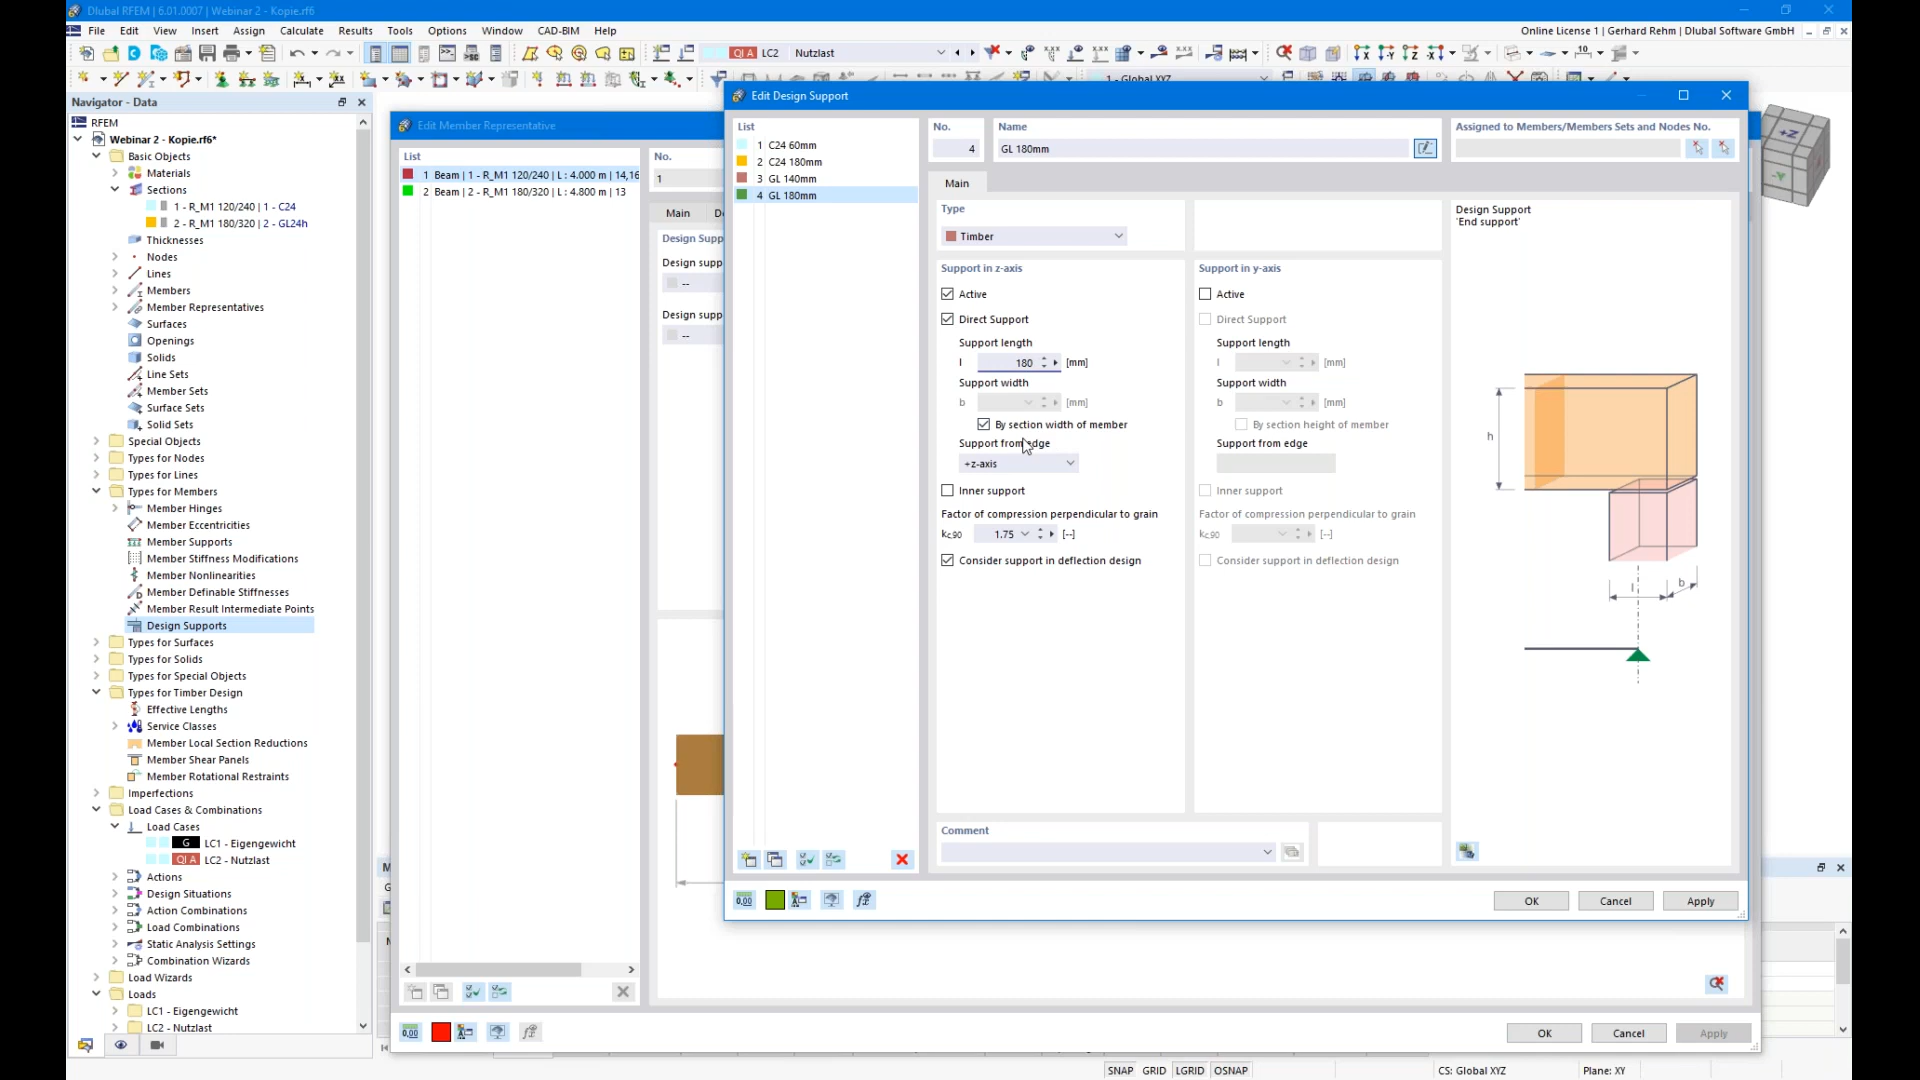 Dlubal RFEM | 6.01.0007 | Webinar 2 - Kopie.rf6
File Edit View Insert Assign Calculate Results Tools Options Window CAD-BIM Help
Online License 1 | Gerhard Rehm | Dlubal Software GmbH
QI A LC2 Nutzlast
1 - Global XYZ
Navigator - Data
RFEM
Webinar 2 - Kopie.rf6*
Basic Objects
Materials
Sections
1 - R_M1 120/240 | 1 - C24
2 - R_M1 180/320 | 2 - GL24h
Thicknesses
Nodes
Lines
Members
Member Representatives
Surfaces
Openings
Solids
Line Sets
Member Sets
Surface Sets
Solid Sets
Special Objects
Types for Nodes
Types for Lines
Types for Members
Member Hinges
Member Eccentricities
Member Supports
Member Stiffness Modifications
Member Nonlinearities
Member Definable Stiffnesses
Member Result Intermediate Points
Design Supports
Types for Surfaces
Types for Solids
Types for Special Objects
Types for Timber Design
Effective Lengths
Service Classes
Member Local Section Reductions
Member Shear Panels
Member Rotational Restraints
Imperfections
Load Cases & Combinations
Load Cases
G LC1 - Eigengewicht
QI A LC2 - Nutzlast
Actions
Design Situations
Action Combinations
Load Combinations
Static Analysis Settings
Combination Wizards
Load Wizards
Loads
LC1 - Eigengewicht
LC2 - Nutzlast
Edit Member Representative
List
1 Beam | 1 - R_M1 120/240 | L : 4.000 m | 14,16
2 Beam | 2 - R_M1 180/320 | L : 4.800 m | 13
No.
1
Main
Design Supp
Design supp
--
Design supp
--
OK Cancel Apply
Edit Design Support
List
1 C24 60mm
2 C24 180mm
3 GL 140mm
4 GL 180mm
No.
4
Name
GL 180mm
Assigned to Members/Members Sets and Nodes No.
Main
Type
Timber
Support in z-axis
Active
Direct Support
Support length
l 180 [mm]
Support width
b [mm]
By section width of member
Support from edge
+z-axis
Inner support
Factor of compression perpendicular to grain
kc,90 1.75 [--]
Consider support in deflection design
Support in y-axis
Active
Direct Support
Support length
l [mm]
Support width
b [mm]
By section height of member
Support from edge
Inner support
Factor of compression perpendicular to grain
kc,90 [--]
Consider support in deflection design
Design Support
'End support'
h
b
l
Comment
OK Cancel Apply
SNAP GRID LGRID OSNAP
CS: Global XYZ
Plane: XY